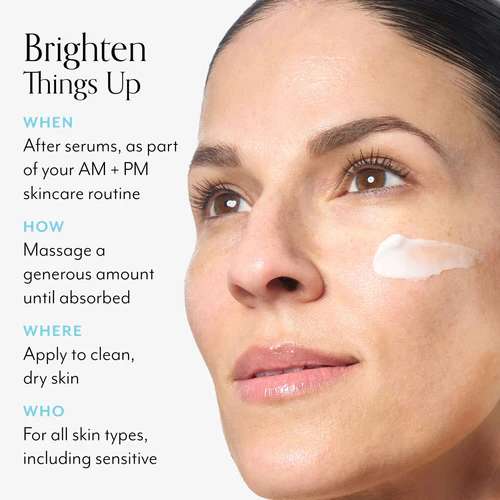 Brighten
Things Up
WHEN
After serums, as part
of your AM + PM
skincare routine
HOW
Massage a
generous amount
until absorbed
WHERE
Apply to clean,
dry skin
WHO
For all skin types,
including sensitive